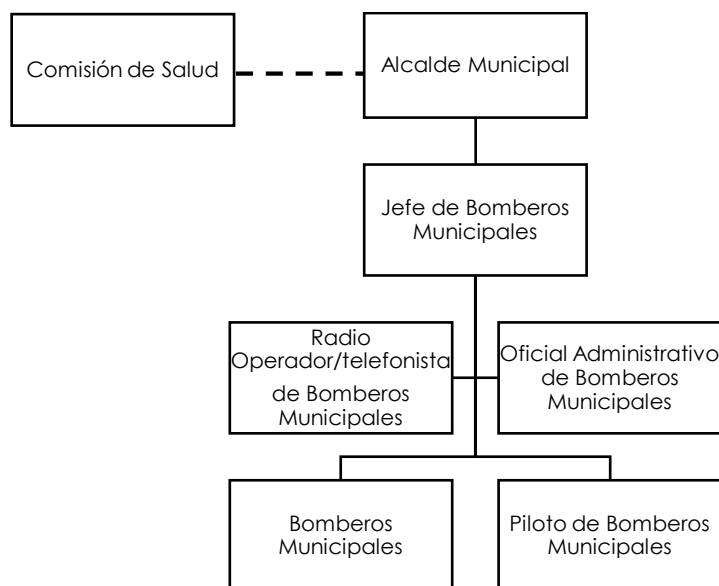 Comisión de Salud
Alcalde Municipal
Jefe de Bomberos
Municipales
Radio
Operador/telefonista
de Bomberos
Municipales
Oficial Administrativo
de Bomberos
Municipales
Bomberos
Municipales
Piloto de Bomberos
Municipales